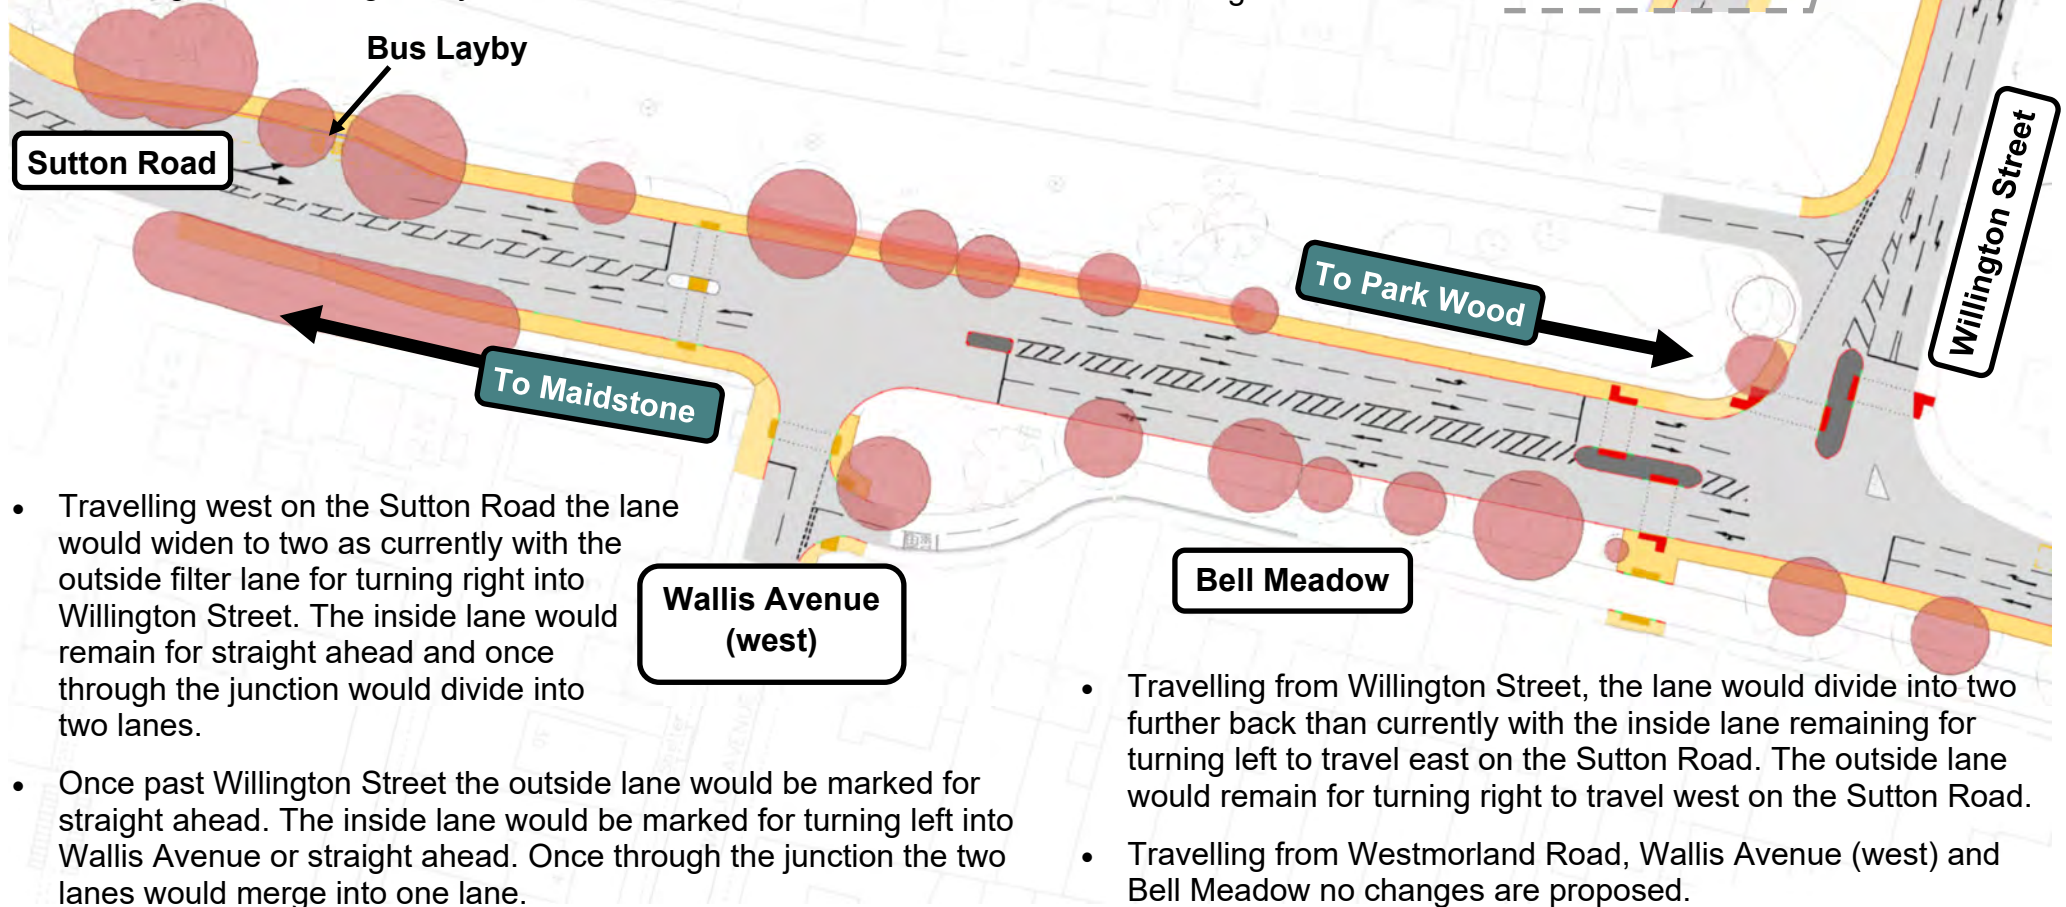 Bus Layby
Sutton Road
Willington Street
To Park Wood
To Maidstone
Wallis Avenue
(west)
Bell Meadow
• Travelling west on the Sutton Road the lane
would widen to two as currently with the
outside filter lane for turning right into
Willington Street. The inside lane would
remain for straight ahead and once
through the junction would divide into
two lanes.
• Once past Willington Street the outside lane would be marked for
straight ahead. The inside lane would be marked for turning left into
Wallis Avenue or straight ahead. Once through the junction the two
lanes would merge into one lane.
• Travelling from Willington Street, the lane would divide into two
further back than currently with the inside lane remaining for
turning left to travel east on the Sutton Road. The outside lane
would remain for turning right to travel west on the Sutton Road.
• Travelling from Westmorland Road, Wallis Avenue (west) and
Bell Meadow no changes are proposed.